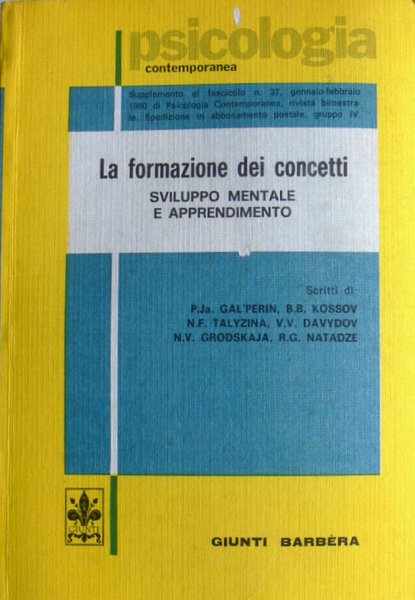 psicologia
contemporanea
Supplemento al fascicolo n. 37, gennaio-febbraio
1980 di Psicologia Contemporanea, rivista bimestra-
le. Spedizione in abbonamento postale, gruppo IV
La formazione dei concetti
SVILUPPO MENTALE
E APPRENDIMENTO
Scritti di
P.Ja. GAL'PERIN, B.B. KOSSOV
N.F. TALYZINA, V.V. DAVYDOV
N.V. GRODSKAJA, R.G. NATADZE
GIUNTI
GIUNTI BARBÈRA